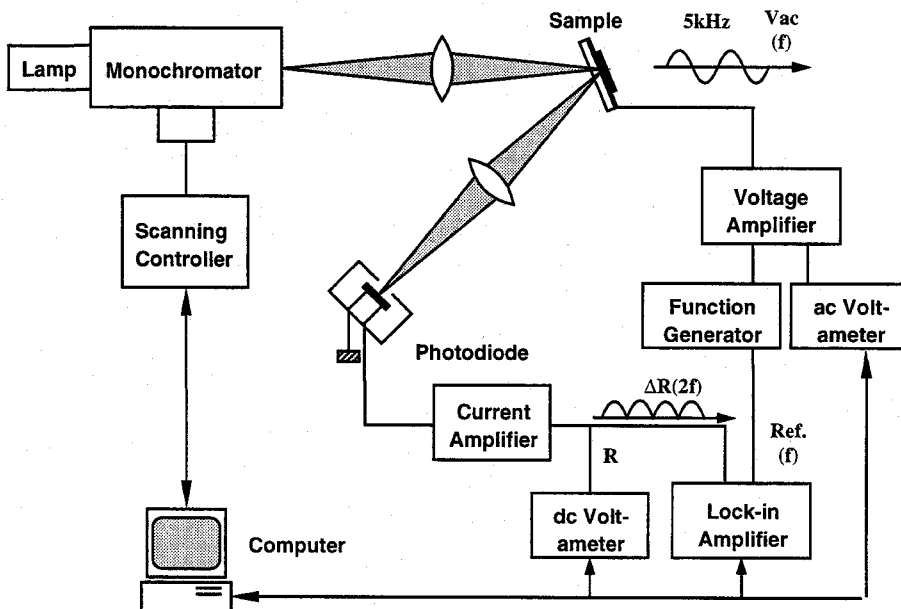 Sample
5kHz
Vac
(f)
Lamp
Monochromator
Voltage
Amplifier
Scanning
Controller
Function
Generator
ac Volt-
ameter
Photodiode
ΔR(2f)
Current
Amplifier
R
Ref.
(f)
dc Volt-
ameter
Lock-in
Amplifier
Computer